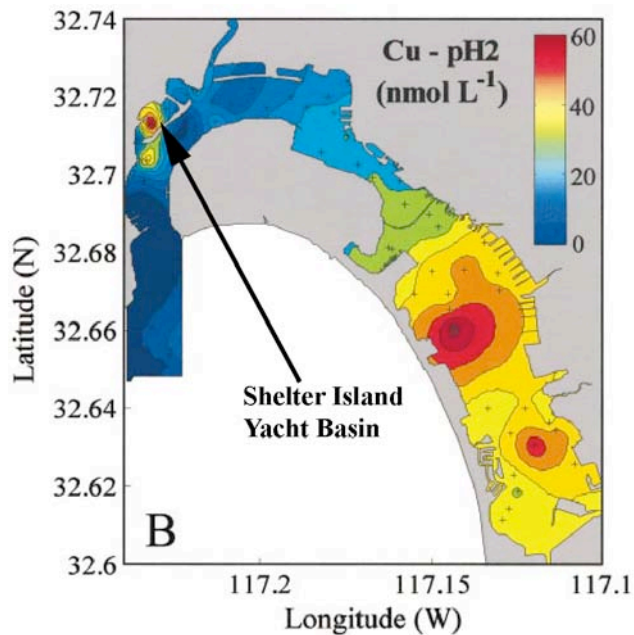 32.74
32.72
32.7
32.68
32.66
32.64
32.62
32.6
Latitude (N)
Cu - pH2
(nmol L⁻¹)
60
40
20
0
Shelter Island
Yacht Basin
B
117.2
117.15
117.1
Longitude (W)